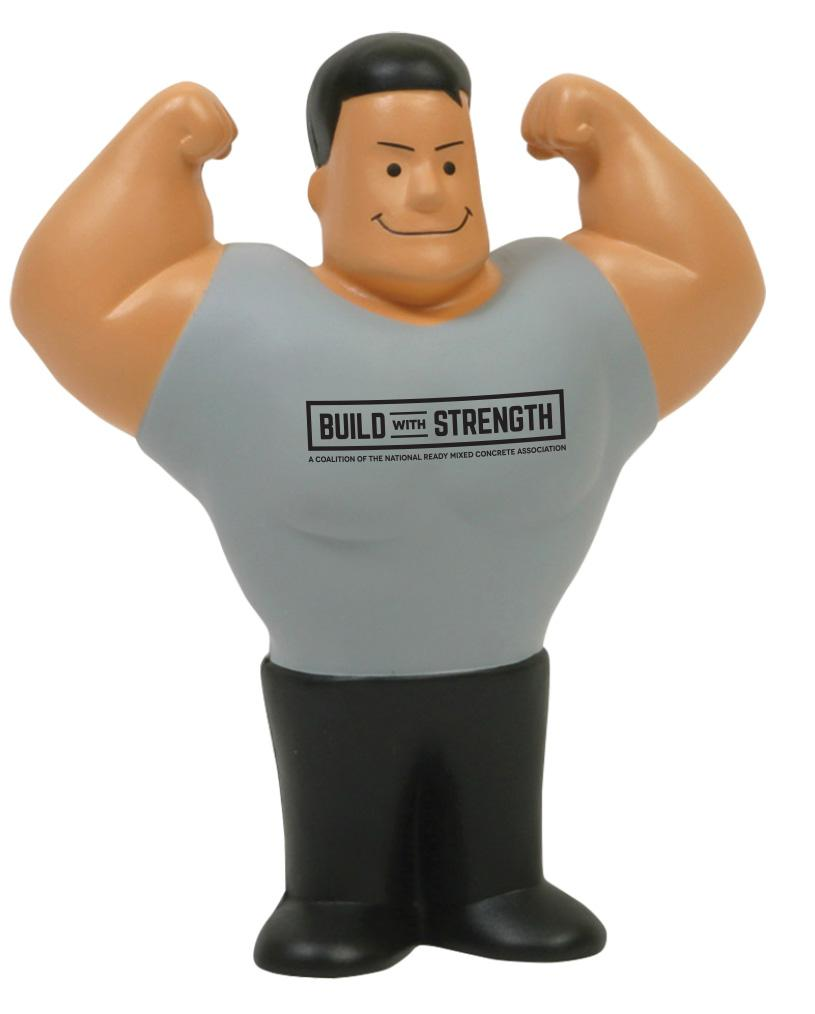 BUILD WITH STRENGTH
A COALITION OF THE NATIONAL READY MIXED CONCRETE ASSOCIATION